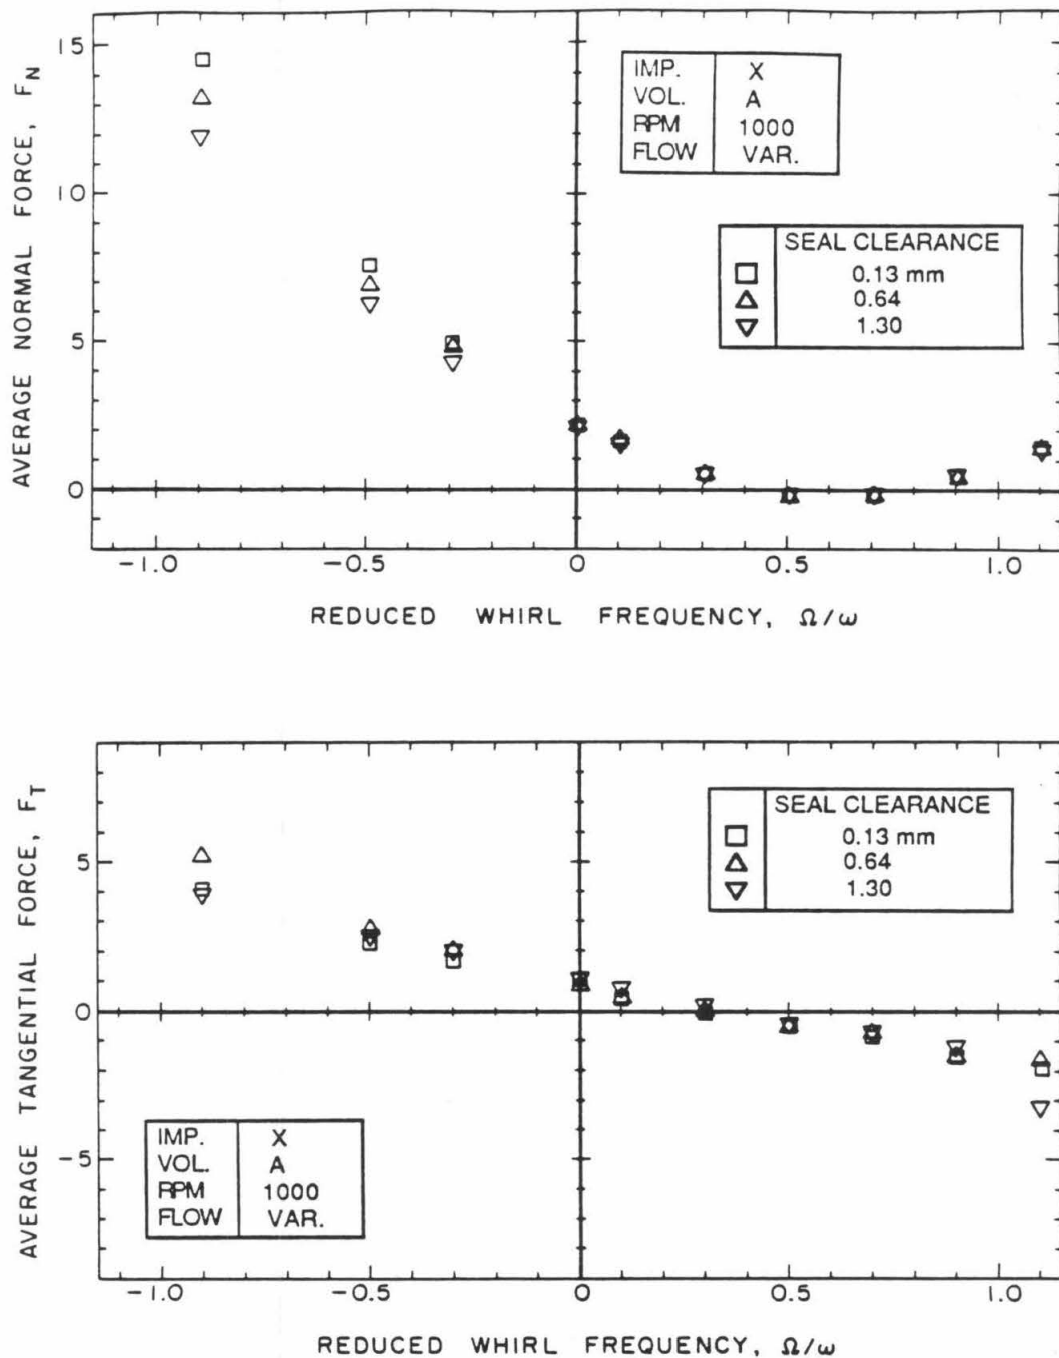 AVERAGE NORMAL FORCE, F_N
15
10
5
0
IMP. X
VOL. A
RPM 1000
FLOW VAR.
SEAL CLEARANCE
0.13 mm
0.64
1.30
-1.0 -0.5 0 0.5 1.0
REDUCED WHIRL FREQUENCY, Ω/ω
AVERAGE TANGENTIAL FORCE, F_T
5
0
-5
SEAL CLEARANCE
0.13 mm
0.64
1.30
IMP. X
VOL. A
RPM 1000
FLOW VAR.
-1.0 -0.5 0 0.5 1.0
REDUCED WHIRL FREQUENCY, Ω/ω